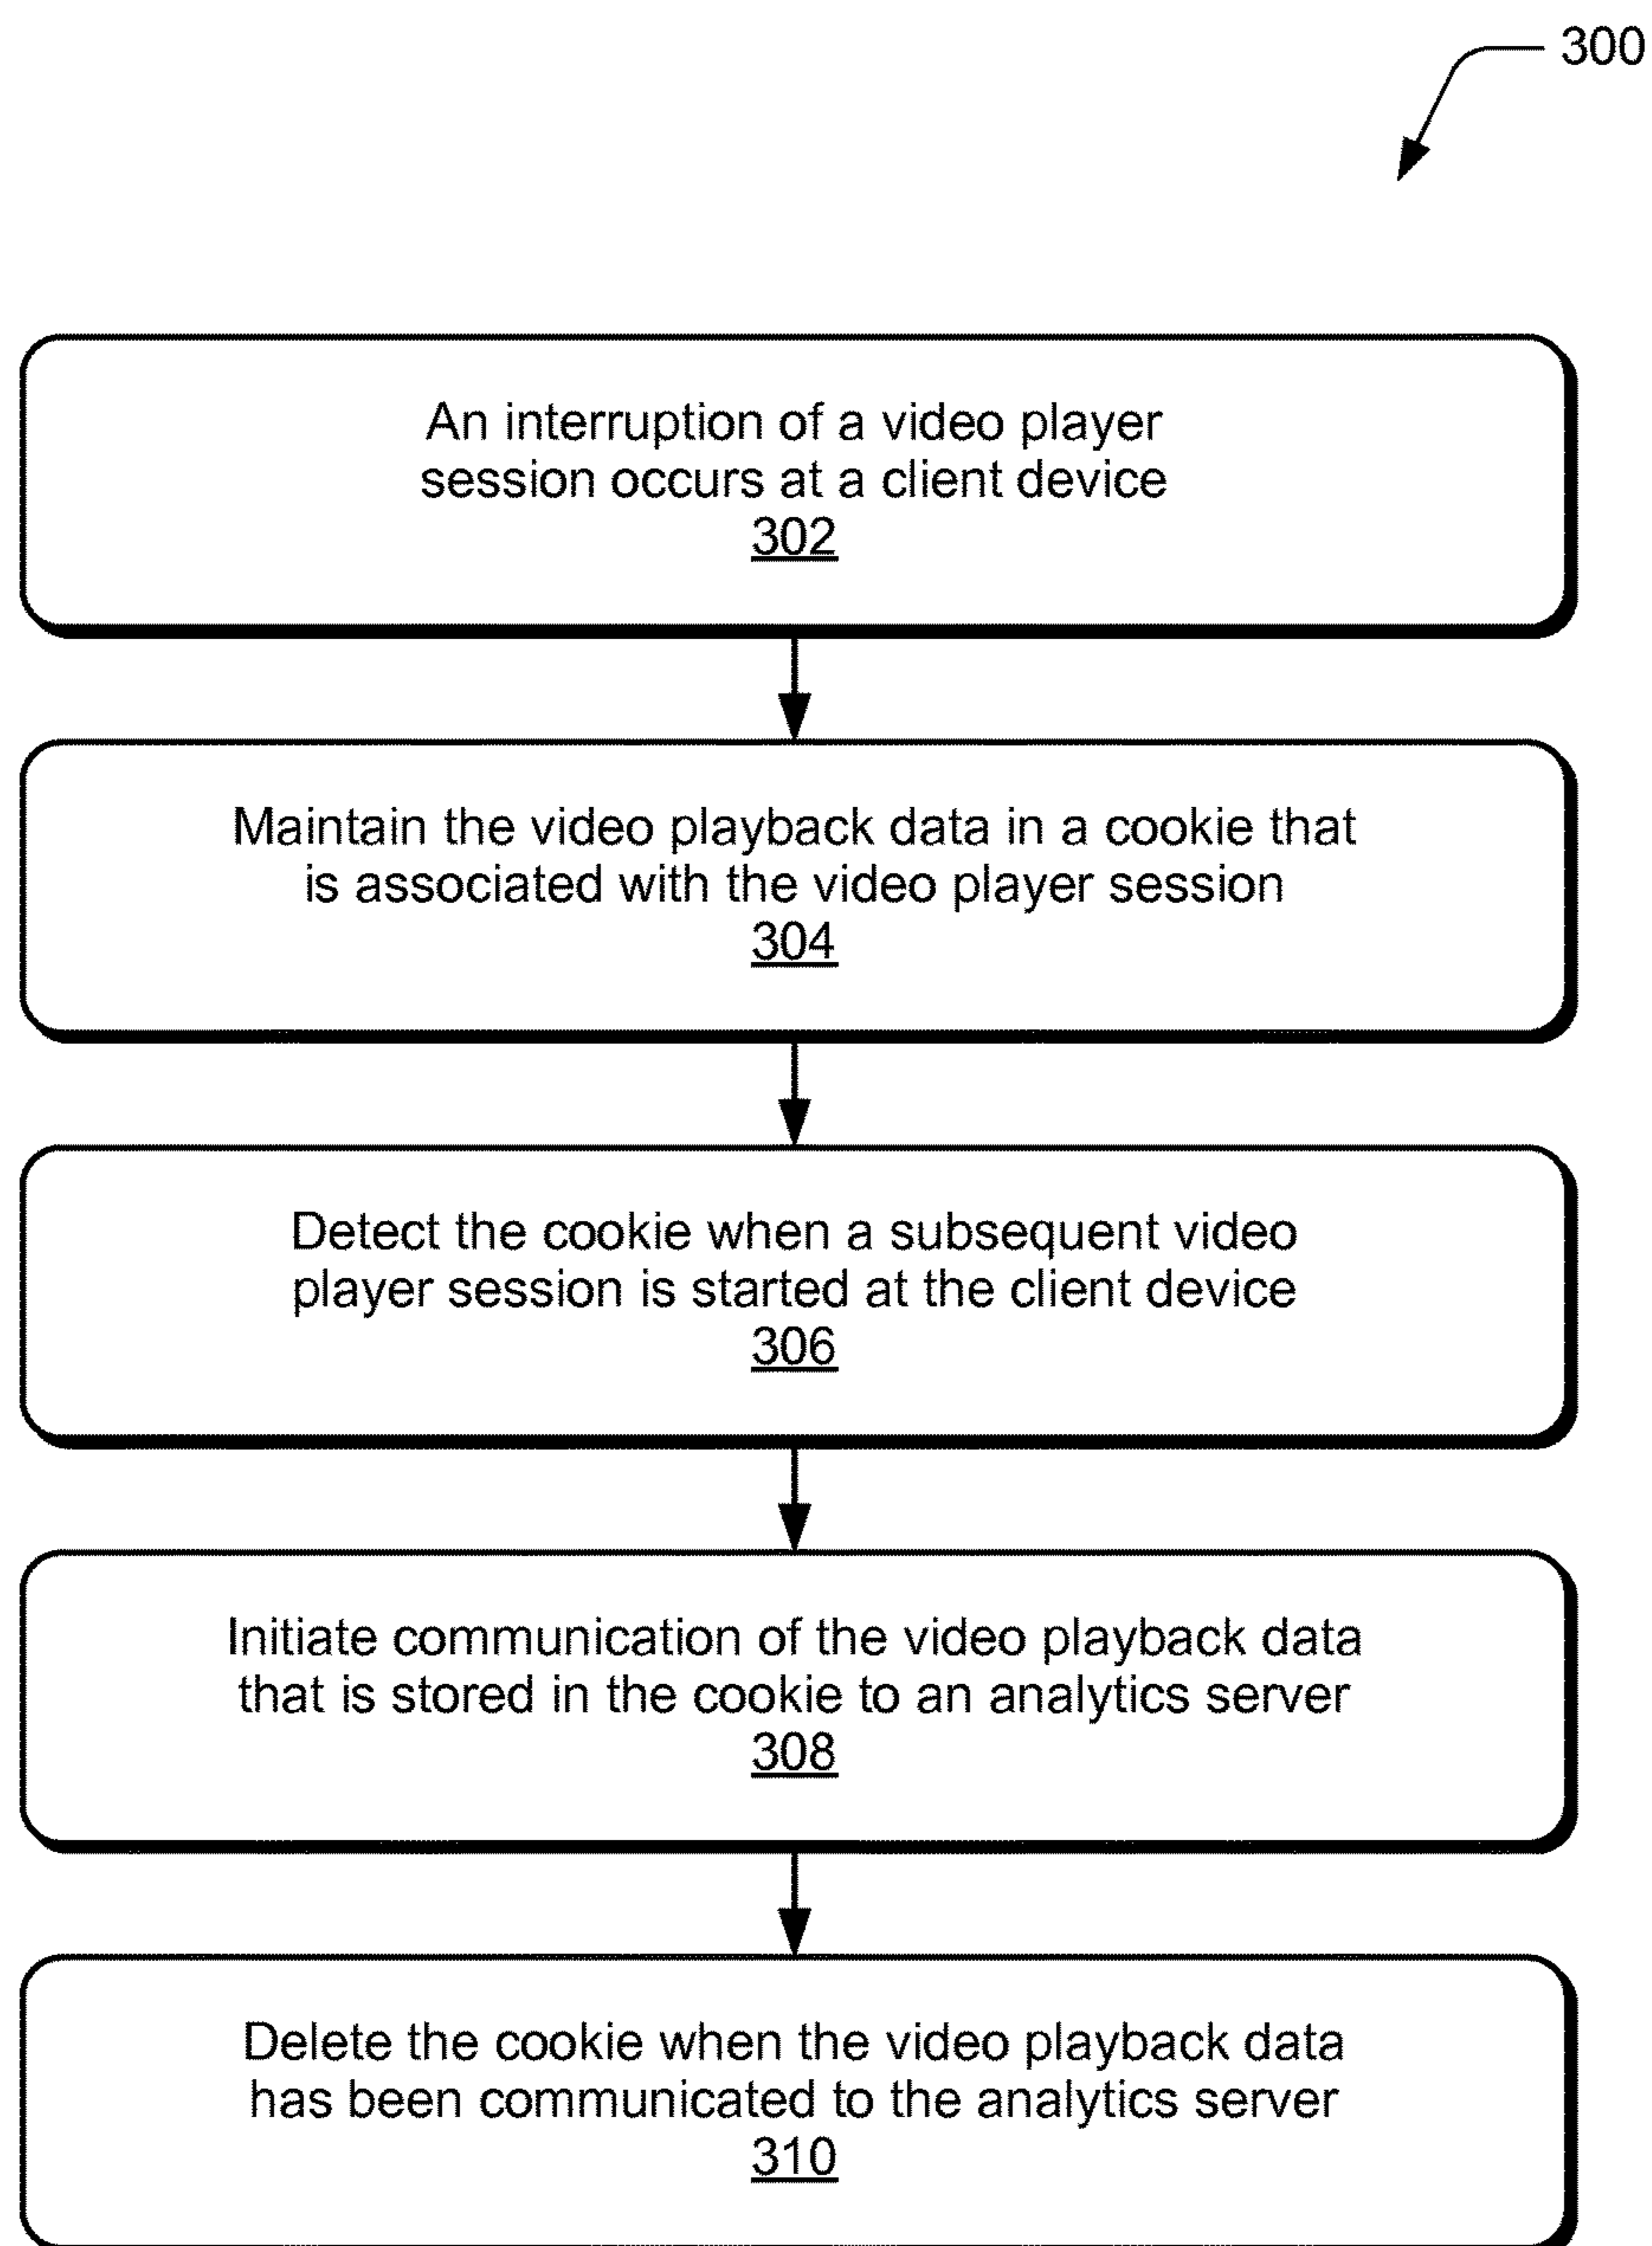 300
An interruption of a video player
session occurs at a client device
302
Maintain the video playback data in a cookie that
is associated with the video player session
304
Detect the cookie when a subsequent video
player session is started at the client device
306
Initiate communication of the video playback data
that is stored in the cookie to an analytics server
308
Delete the cookie when the video playback data
has been communicated to the analytics server
310